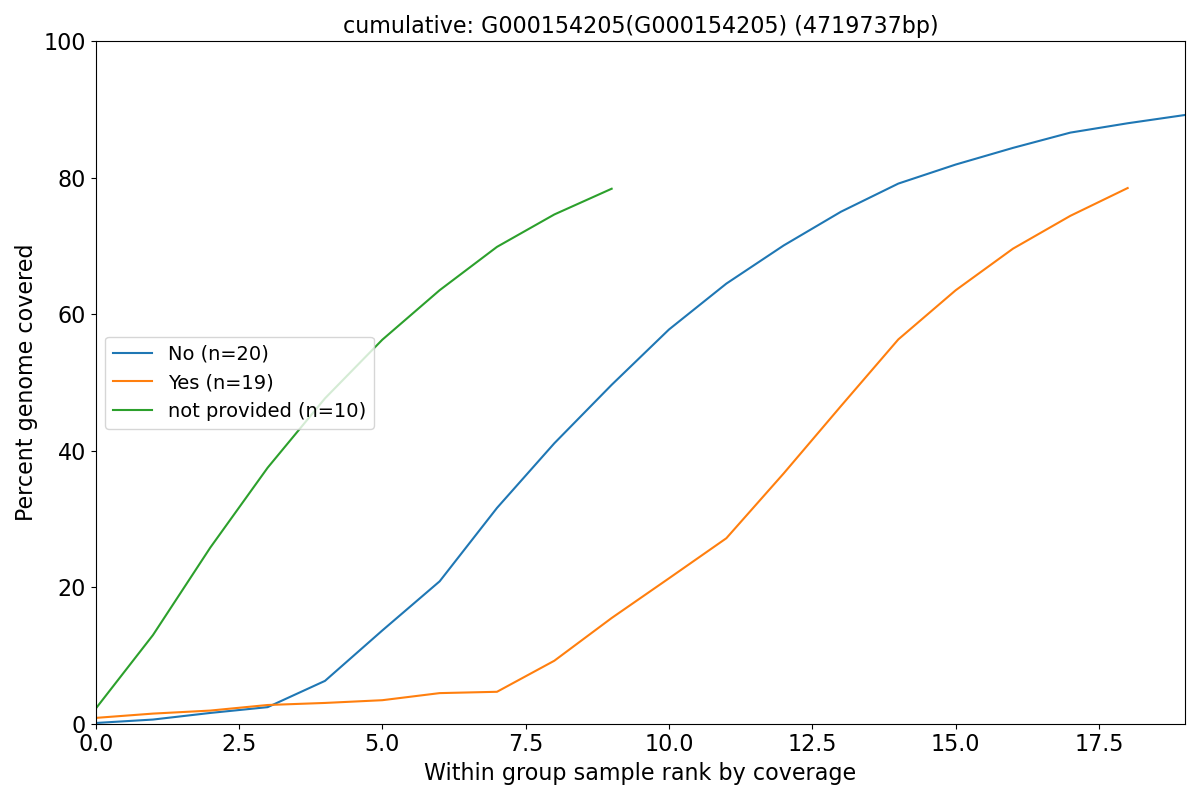 cumulative: G000154205(G000154205) (4719737bp)
Percent genome covered
100
80
60
40
20
0
No (n=20)
Yes (n=19)
not provided (n=10)
0.0 2.5 5.0 7.5 10.0 12.5 15.0 17.5
Within group sample rank by coverage